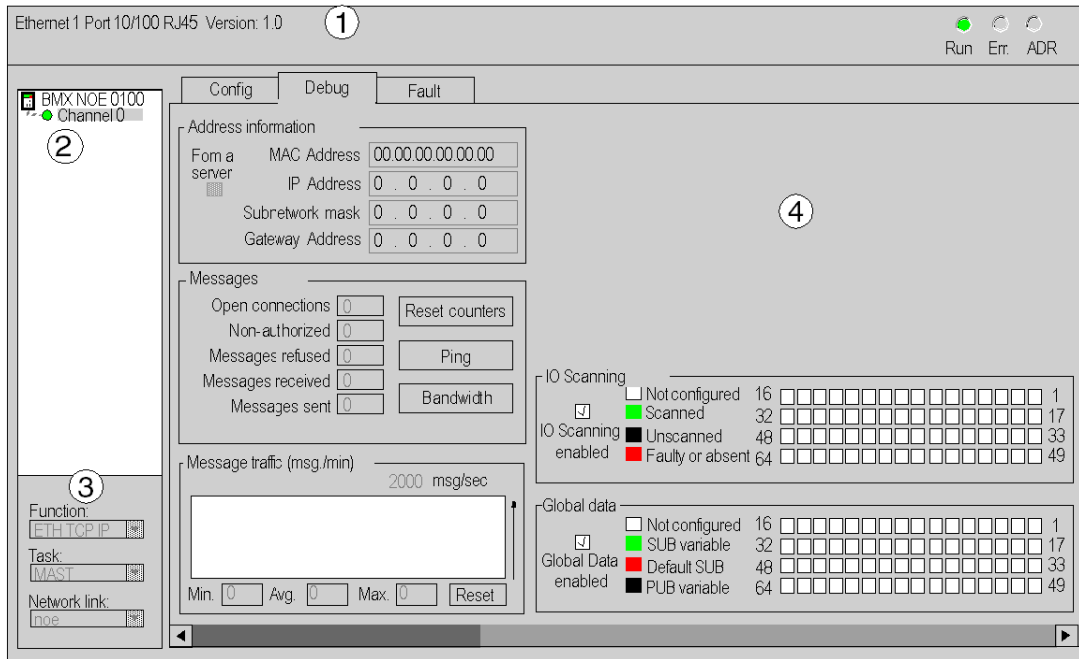 Ethernet 1 Port 10/100 RJ45 Version: 1.0
1
Run Err. ADR
BMX NOE 0100
Channel 0
2
3
Function:
ETH TCP IP
Task:
MAST
Network link:
noe
Config Debug Fault
4
Address information
Fom a server
MAC Address 00.00.00.00.00.00
IP Address 0 . 0 . 0 . 0
Subnetwork mask 0 . 0 . 0 . 0
Gateway Address 0 . 0 . 0 . 0
Messages
Open connections 0
Non-authorized 0
Messages refused 0
Messages received 0
Messages sent 0
Reset counters
Ping
Bandwidth
Message traffic (msg./min)
2000 msg/sec
Min. 0 Avg. 0 Max. 0 Reset
IO Scanning
IO Scanning enabled
Not configured 16 1
Scanned 32 17
Unscanned 48 33
Faulty or absent 64 49
Global data
Global Data enabled
Not configured 16 1
SUB variable 32 17
Default SUB 48 33
PUB variable 64 49